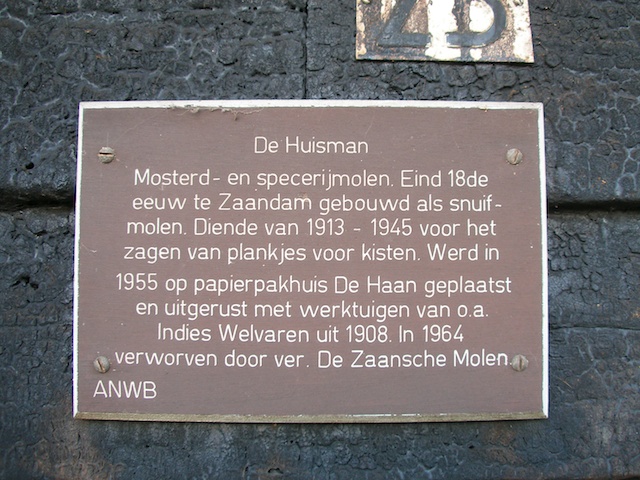 ZB
De Huisman
Mosterd- en specerijmolen. Eind 18de
eeuw te Zaandam gebouwd als snuif-
molen. Diende van 1913 - 1945 voor het
zagen van plankjes voor kisten. Werd in
1955 op papierpakhuis De Haan geplaatst
en uitgerust met werktuigen van o.a.
Indies Welvaren uit 1908. In 1964
verworven door ver. De Zaansche Molen.
ANWB